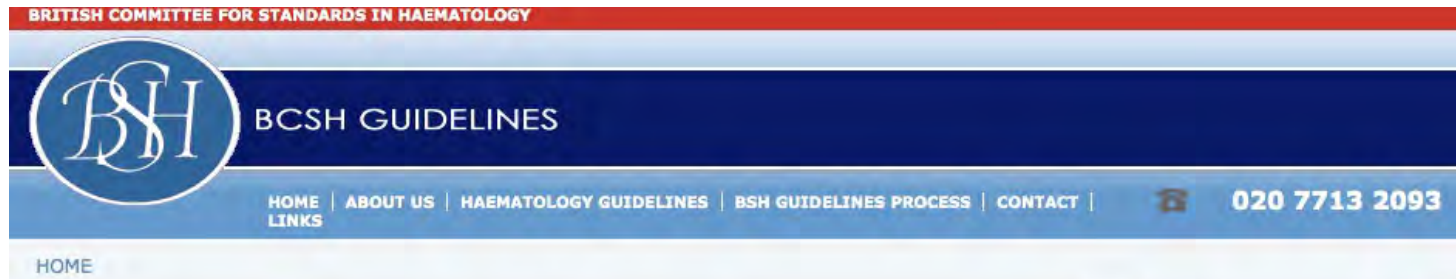 BRITISH COMMITTEE FOR STANDARDS IN HAEMATOLOGY
BSH
BCSH GUIDELINES
HOME | ABOUT US | HAEMATOLOGY GUIDELINES | BSH GUIDELINES PROCESS | CONTACT |
LINKS
020 7713 2093
HOME